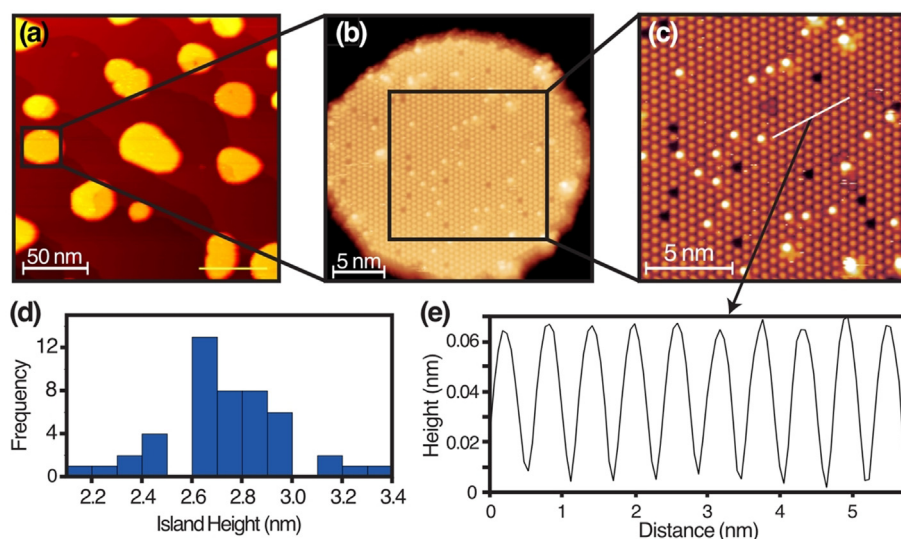 (a)
(b)
(c)
50 nm
5 nm
5 nm
(d)
(e)
Frequency
12
8
4
0
2.2 2.4 2.6 2.8 3.0 3.2 3.4
Island Height (nm)
Height (nm)
0.06
0.04
0.02
0
0 1 2 3 4 5
Distance (nm)